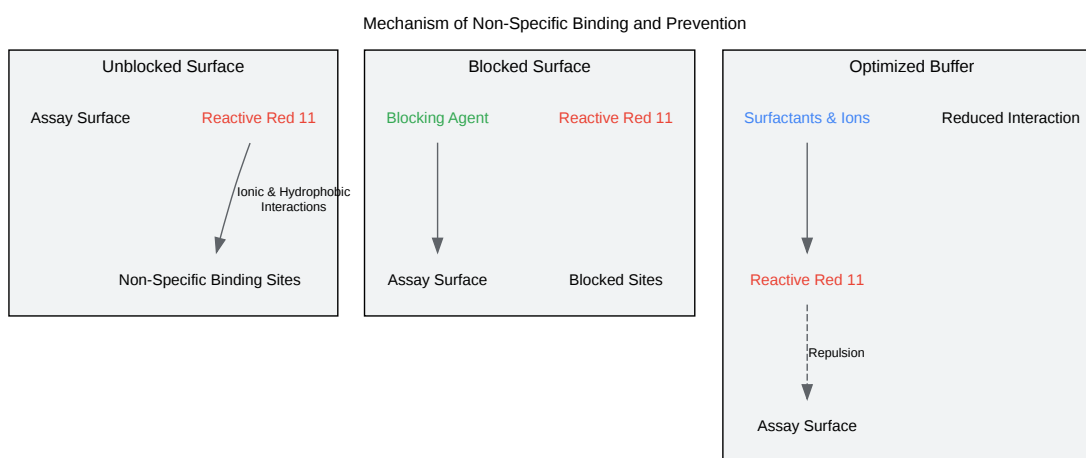 Mechanism of Non-Specific Binding and Prevention
Unblocked Surface
Assay Surface
Reactive Red 11
Ionic & Hydrophobic
Interactions
Non-Specific Binding Sites
Blocked Surface
Blocking Agent
Reactive Red 11
Assay Surface
Blocked Sites
Optimized Buffer
Surfactants & Ions
Reduced Interaction
Reactive Red 11
Repulsion
Assay Surface